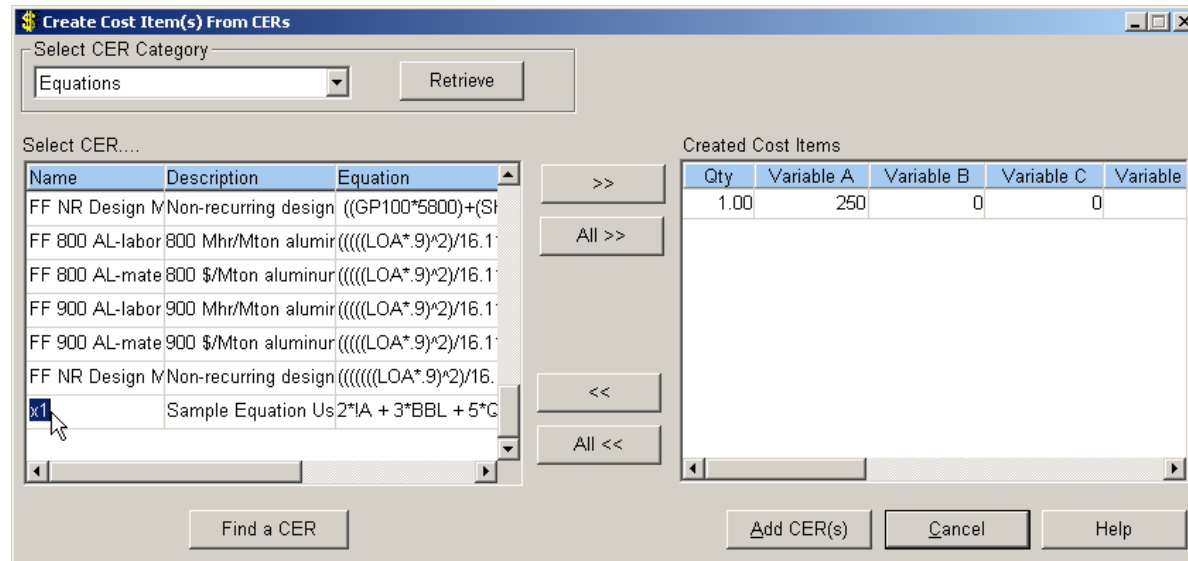 Create Cost Item(s) From CERs
Select CER Category
Equations
Retrieve
Select CER....
Name Description Equation
FF NR Design M Non-recurring design ((GP100*5800)+(SH
FF 800 AL-labor 800 Mhr/Mton alumin (((((LOA*.9)^2)/16.1
FF 800 AL-mate 800 $/Mton aluminur (((((LOA*.9)^2)/16.1
FF 900 AL-labor 900 Mhr/Mton alumin (((((LOA*.9)^2)/16.1
FF 900 AL-mate 900 $/Mton aluminur (((((LOA*.9)^2)/16.1
FF NR Design M Non-recurring design (((((((LOA*.9)^2)/16.
x1 Sample Equation Us 2*!A + 3*BBL + 5*C
>>
All >>
<<
All <<
Created Cost Items
Qty Variable A Variable B Variable C Variable
1.00 250 0 0
Find a CER
Add CER(s)
Cancel
Help